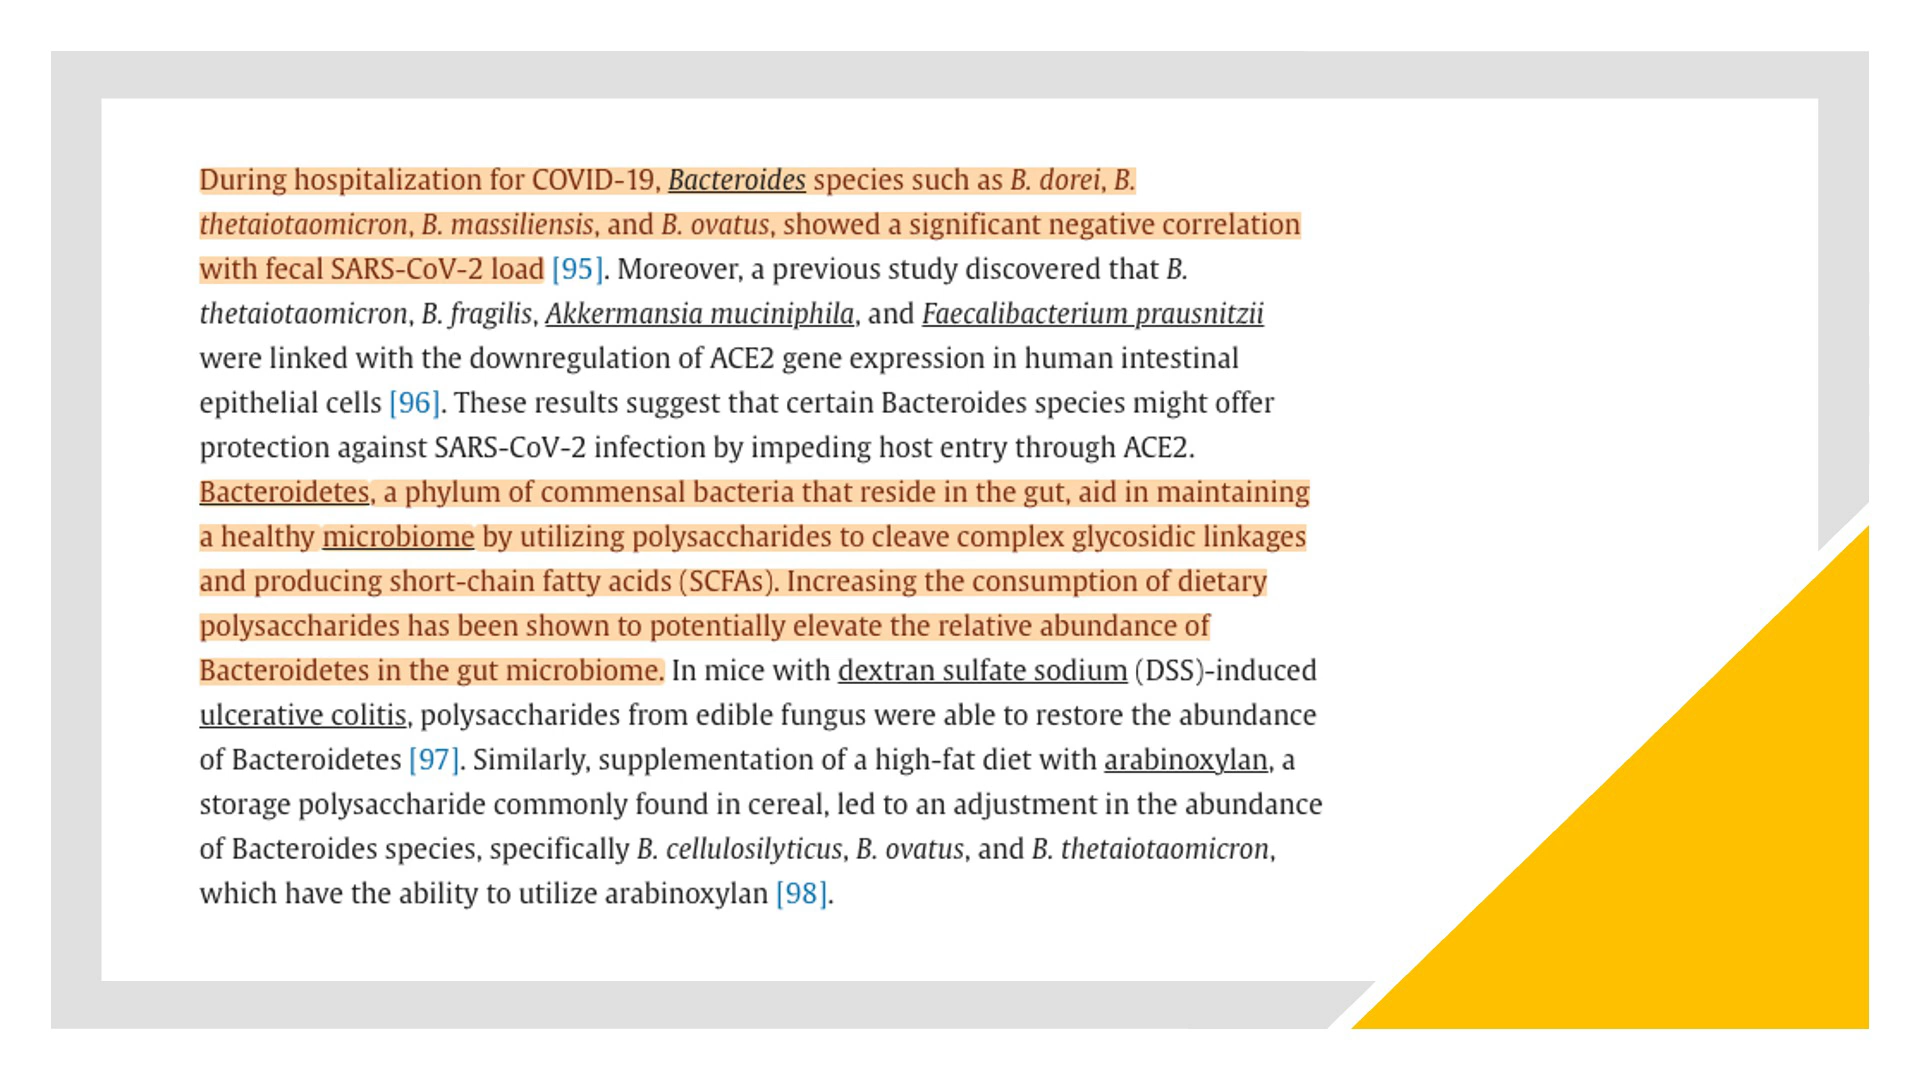 During hospitalization for COVID-19, Bacteroides species such as B. dorei, B.
thetaiotaomicron, B. massiliensis, and B. ovatus, showed a significant negative correlation
with fecal SARS-CoV-2 load [95]. Moreover, a previous study discovered that B.
thetaiotaomicron, B. fragilis, Akkermansia muciniphila, and Faecalibacterium prausnitzii
were linked with the downregulation of ACE2 gene expression in human intestinal
epithelial cells [96]. These results suggest that certain Bacteroides species might offer
protection against SARS-CoV-2 infection by impeding host entry through ACE2.
Bacteroidetes, a phylum of commensal bacteria that reside in the gut, aid in maintaining
a healthy microbiome by utilizing polysaccharides to cleave complex glycosidic linkages
and producing short-chain fatty acids (SCFAs). Increasing the consumption of dietary
polysaccharides has been shown to potentially elevate the relative abundance of
Bacteroidetes in the gut microbiome. In mice with dextran sulfate sodium (DSS)-induced
ulcerative colitis, polysaccharides from edible fungus were able to restore the abundance
of Bacteroidetes [97]. Similarly, supplementation of a high-fat diet with arabinoxylan, a
storage polysaccharide commonly found in cereal, led to an adjustment in the abundance
of Bacteroides species, specifically B. cellulosilyticus, B. ovatus, and B. thetaiotaomicron,
which have the ability to utilize arabinoxylan [98].